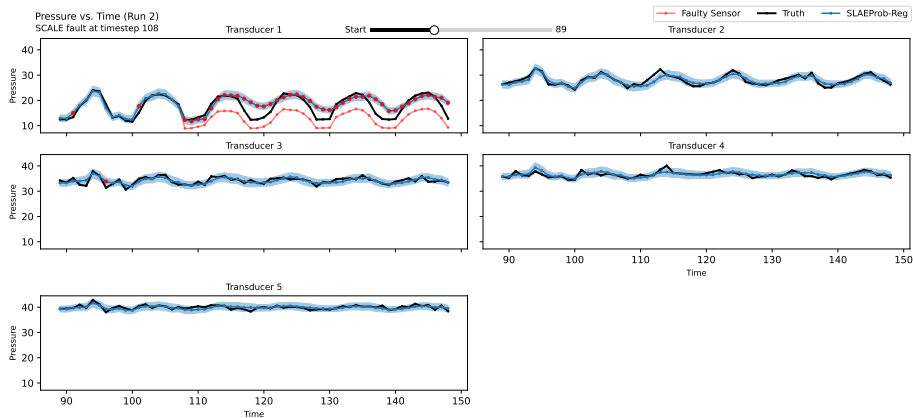 Pressure vs. Time (Run 2)
SCALE fault at timestep 108
Start
89
Faulty Sensor
Truth
SLAEProb-Reg
Transducer 1
Transducer 2
40
30
20
10
Pressure
Transducer 3
Transducer 4
40
30
20
10
Pressure
90
100
110
120
130
140
150
Time
Transducer 5
40
30
20
10
Pressure
90
100
110
120
130
140
150
Time